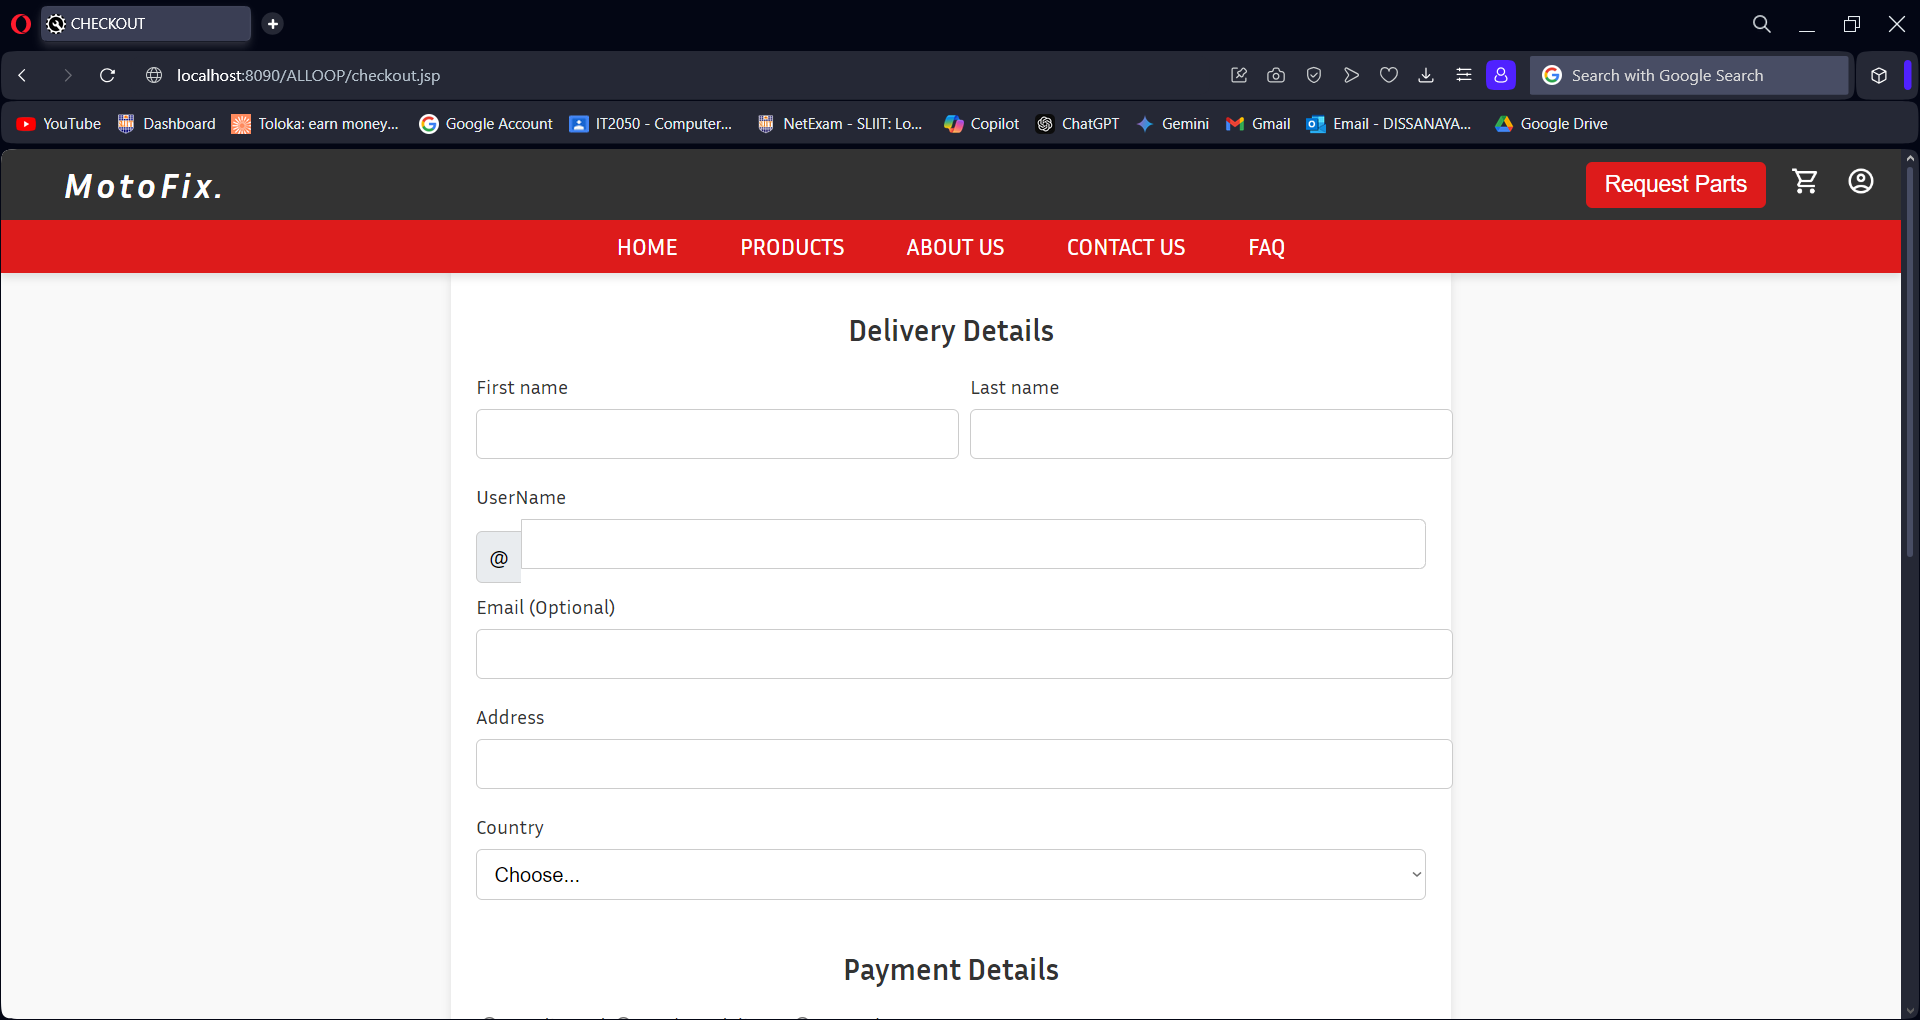 CHECKOUT
localhost:8090/ALLOOP/checkout.jsp
Search with Google Search
YouTube Dashboard Toloka: earn money... Google Account IT2050 - Computer... NetExam - SLIIT: Lo... Copilot ChatGPT Gemini Gmail Email - DISSANAYA... Google Drive
MotoFix.
Request Parts
HOME PRODUCTS ABOUT US CONTACT US FAQ
Delivery Details
First name Last name
UserName
@
Email (Optional)
Address
Country
Choose...
Payment Details